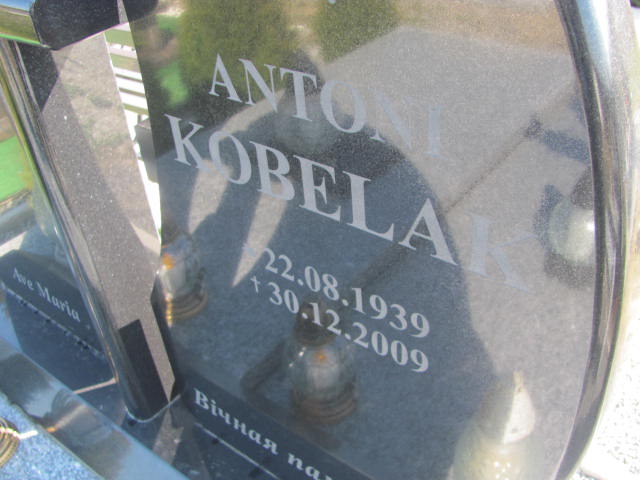 ANTONI
KOBELAK
22.08.1939
† 30.12.2009
Вічная
Ave Maria